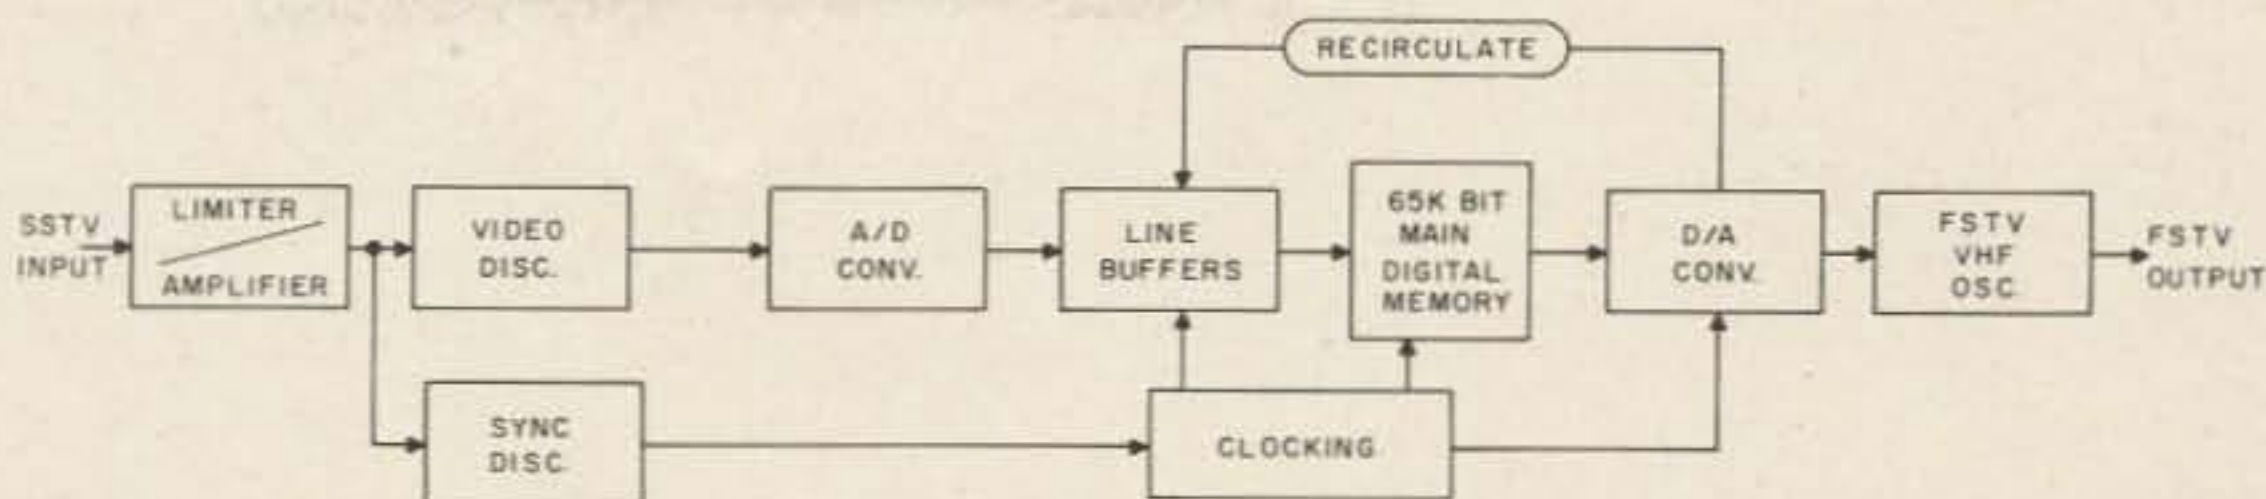 RECIRCULATE
SSTV
INPUT
LIMITER
AMPLIFIER
VIDEO
DISC.
A/D
CONV.
LINE
BUFFERS
65K BIT
MAIN
DIGITAL
MEMORY
D/A
CONV.
FSTV
VHF
OSC.
FSTV
OUTPUT
SYNC
DISC.
CLOCKING